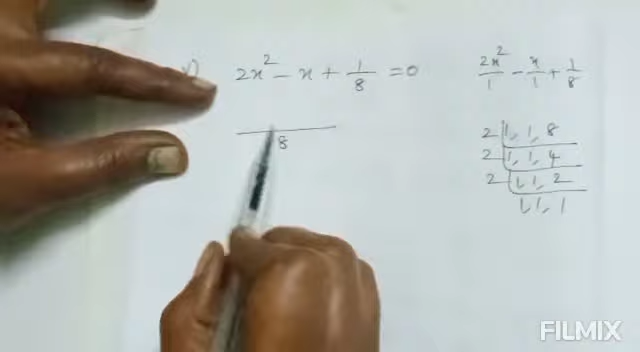 v) 2x² - x + 1/8 = 0
2x²/1 - x/1 + 1/8
8
2 | 1, 1, 8
2 | 1, 1, 4
2 | 1, 1, 2
1, 1, 1
FILMIX